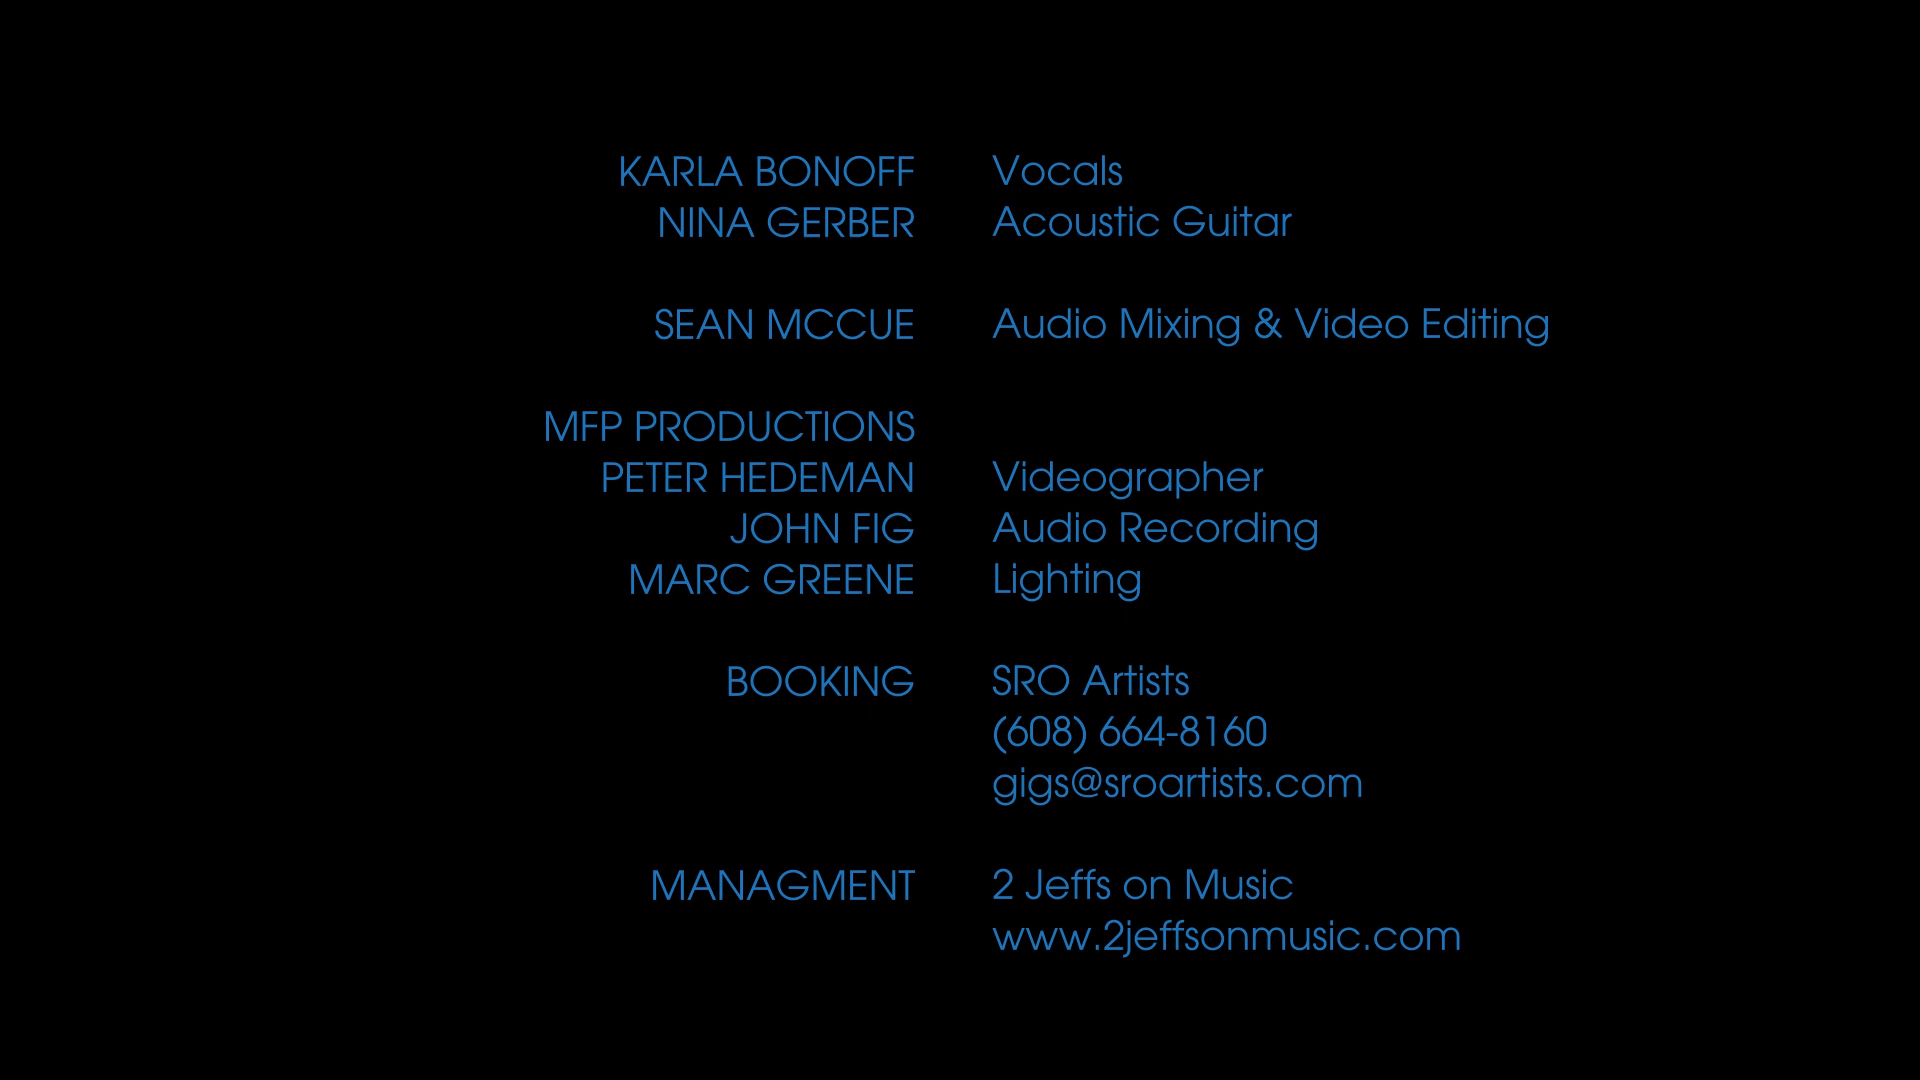 KARLA BONOFF Vocals
NINA GERBER Acoustic Guitar
SEAN MCCUE Audio Mixing & Video Editing
MFP PRODUCTIONS
PETER HEDEMAN Videographer
JOHN FIG Audio Recording
MARC GREENE Lighting
BOOKING SRO Artists
(608) 664-8160
gigs@sroartists.com
MANAGMENT 2 Jeffs on Music
www.2jeffsonmusic.com